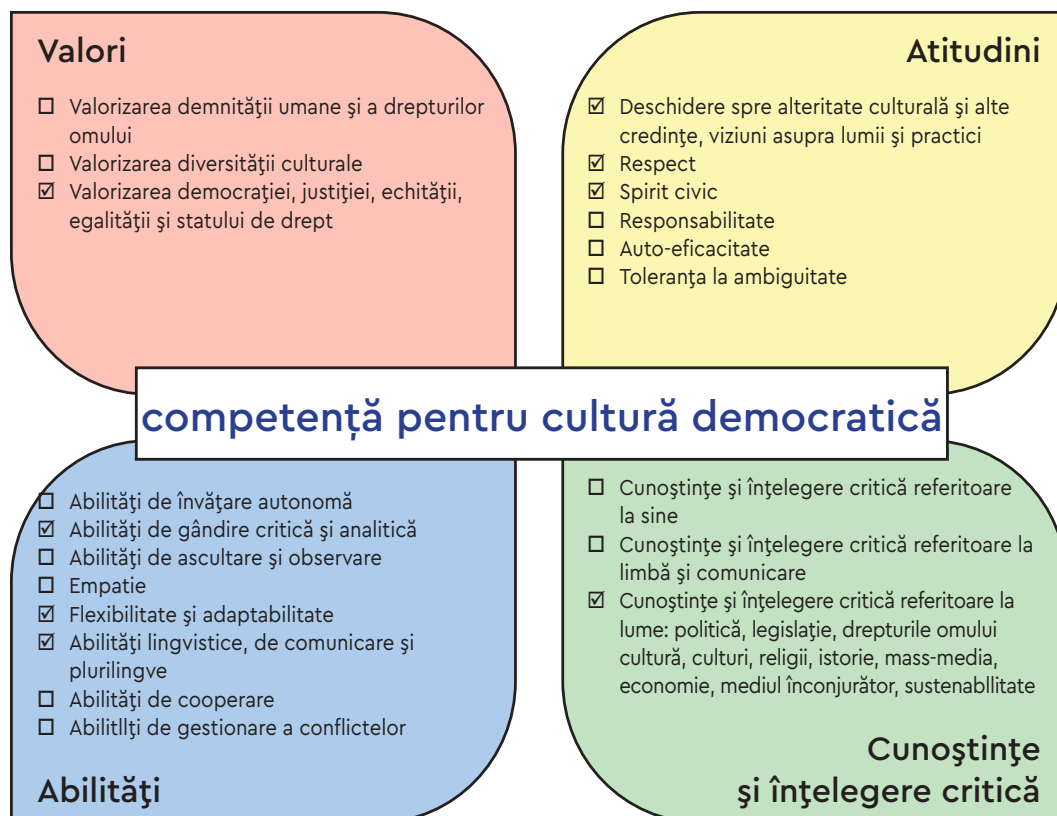 Valori
☐ Valorizarea demnităţii umane şi a drepturilor
omului
☐ Valorizarea diversităţii culturale
☑ Valorizarea democraţiei, justiţiei, echităţii,
egalităţii şi statului de drept
Atitudini
☑ Deschidere spre alteritate culturală şi alte
credinţe, viziuni asupra lumii şi practici
☑ Respect
☑ Spirit civic
☐ Responsabilitate
☐ Auto-eficacitate
☐ Toleranţa la ambiguitate
competență pentru cultură democratică
☐ Abilităţi de învăţare autonomă
☑ Abilităţi de gândire critică şi analitică
☐ Abilităţi de ascultare şi observare
☐ Empatie
☑ Flexibilitate şi adaptabilitate
☑ Abilităţi lingvistice, de comunicare şi
plurilingve
☐ Abilităţi de cooperare
☐ Abilitllţi de gestionare a conflictelor
Abilităţi
☐ Cunoştinţe şi înţelegere critică referitoare
la sine
☐ Cunoştinţe şi înţelegere critică referitoare la
limbă şi comunicare
☑ Cunoştinţe şi înţelegere critică referitoare la
lume: politică, legislaţie, drepturile omului
cultură, culturi, religii, istorie, mass-media,
economie, mediul înconjurător, sustenabllitate
Cunoştinţe
şi înţelegere critică